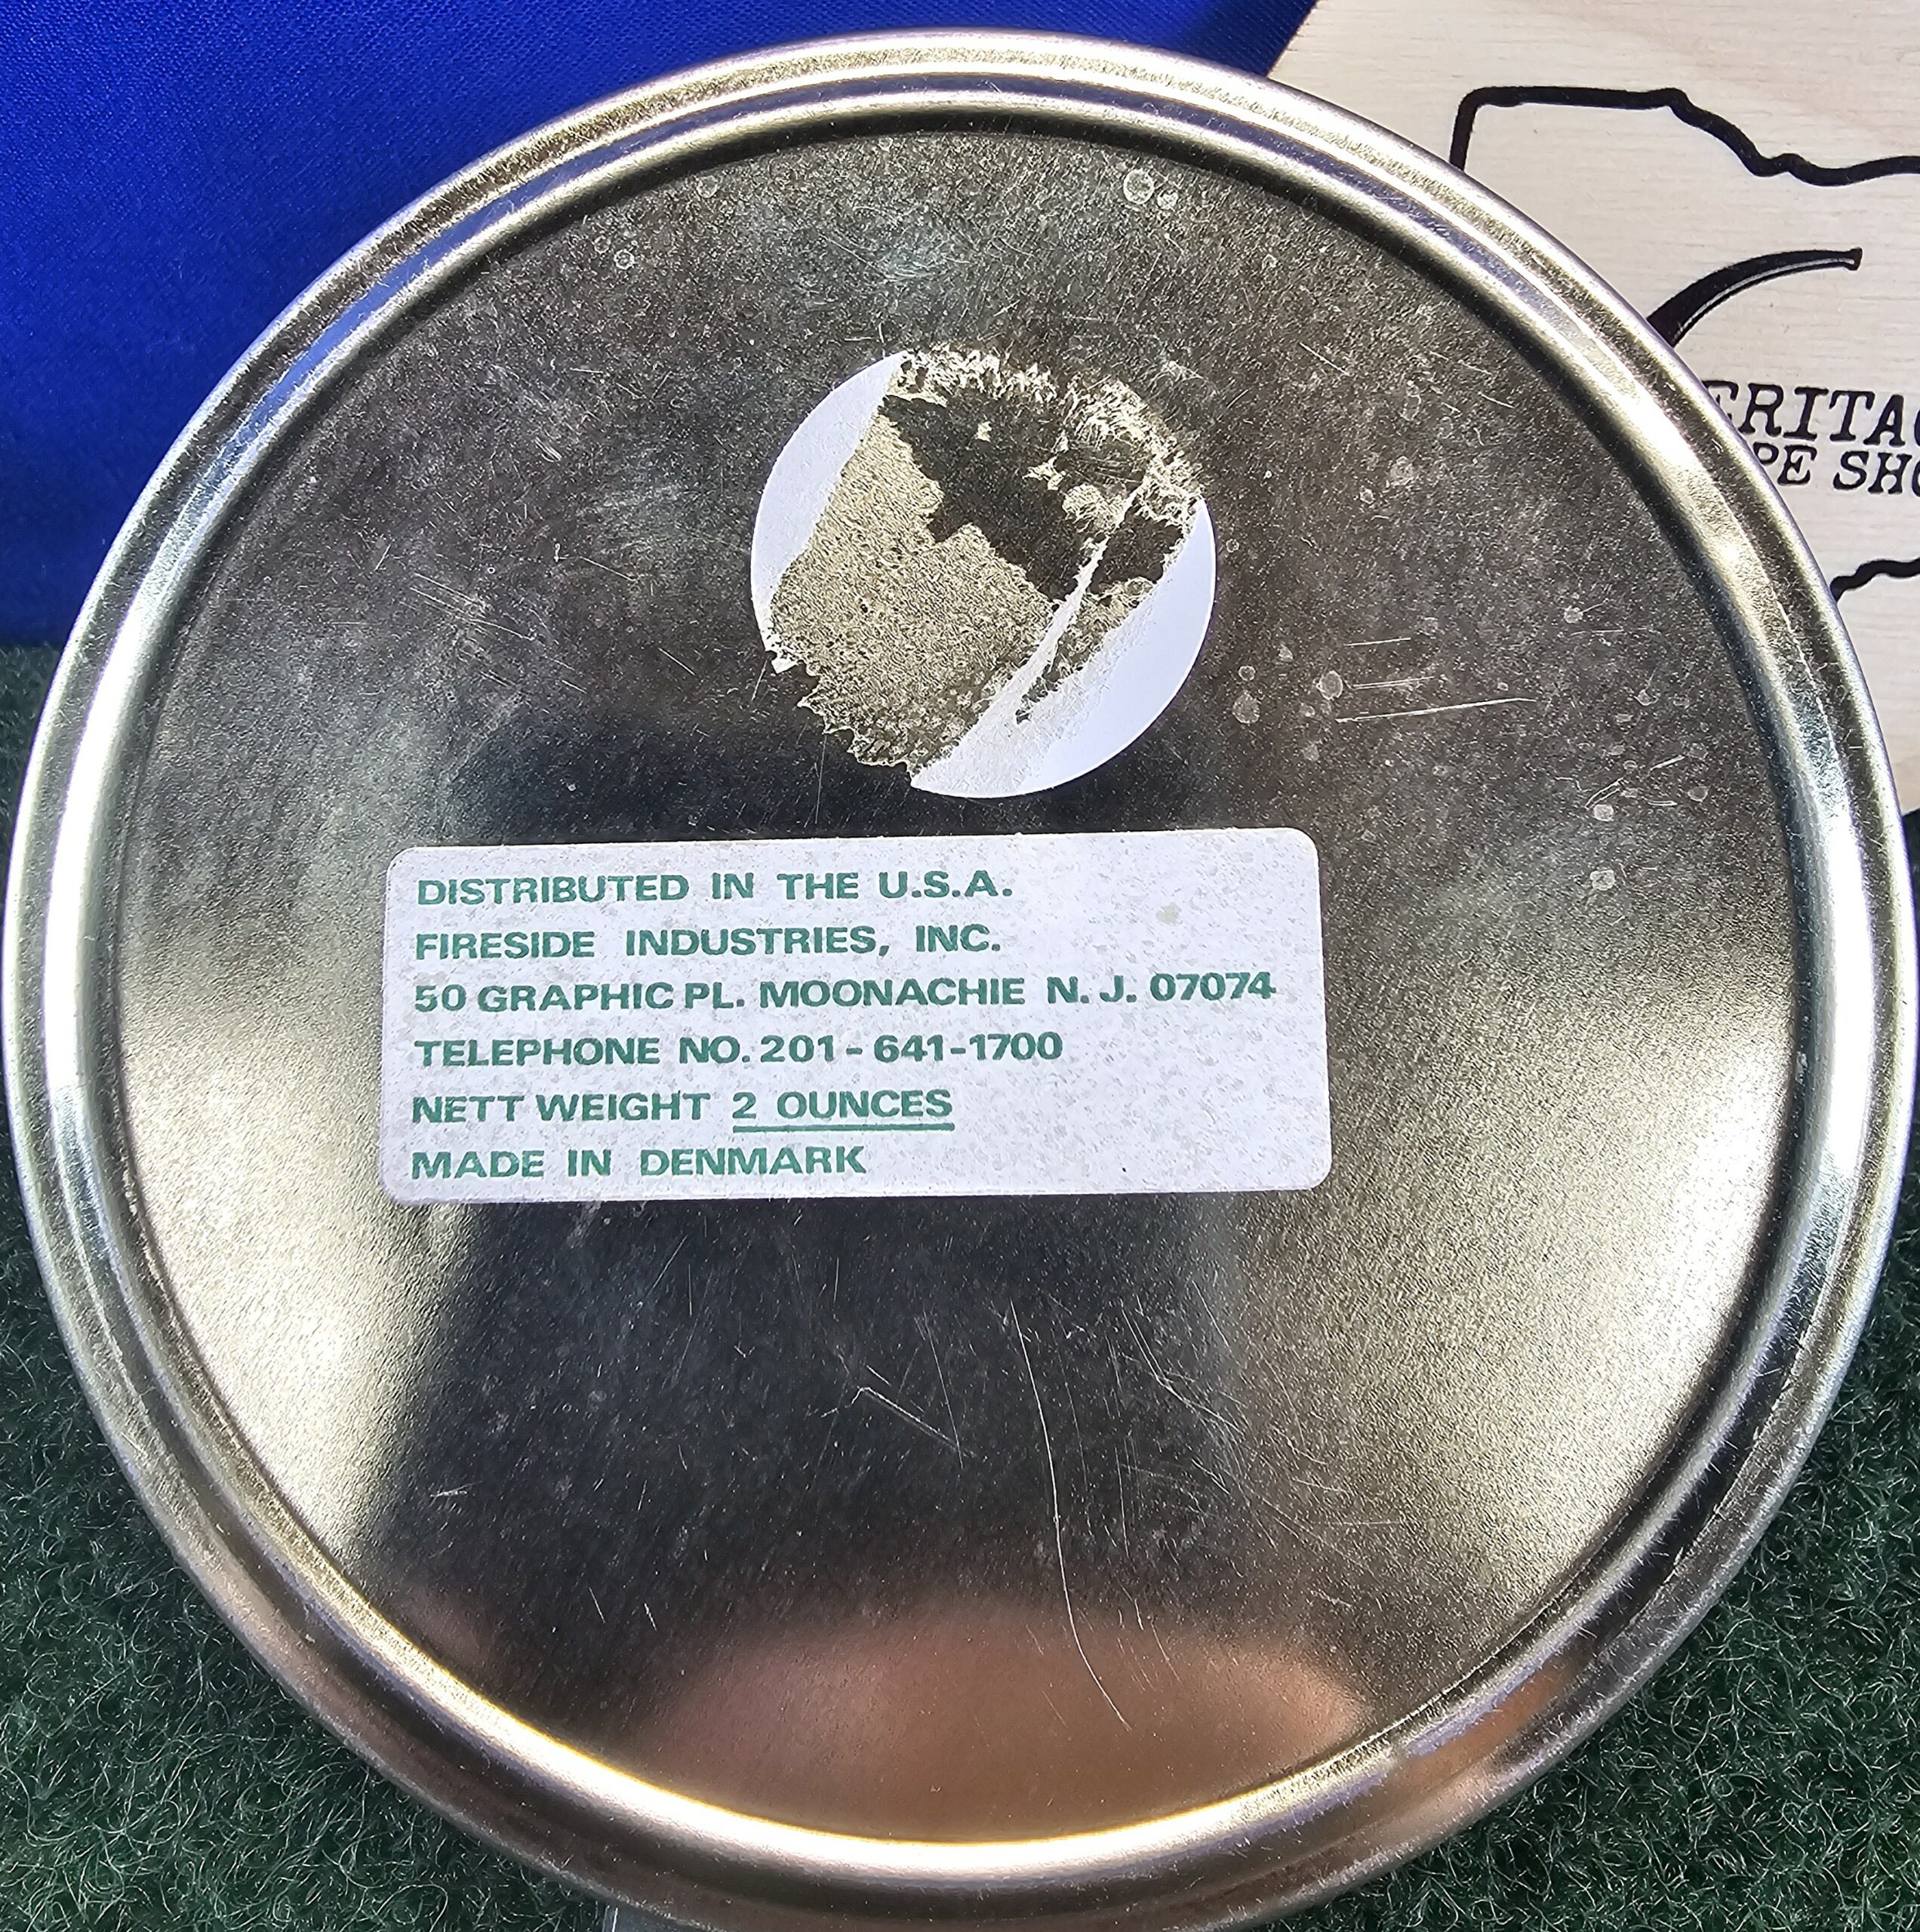 DISTRIBUTED IN THE U.S.A.
FIRESIDE INDUSTRIES, INC.
50 GRAPHIC PL. MOONACHIE N. J. 07074
TELEPHONE NO. 201-641-1700
NETT WEIGHT 2 OUNCES
MADE IN DENMARK